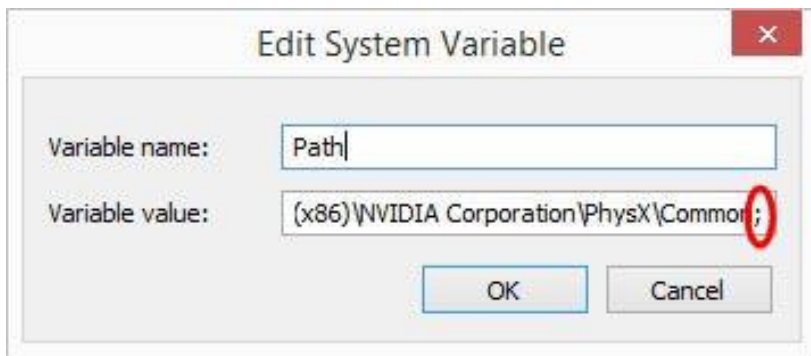 Edit System Variable
Variable name: Path
Variable value: (x86)\NVIDIA Corporation\PhysX\Common;
OK Cancel